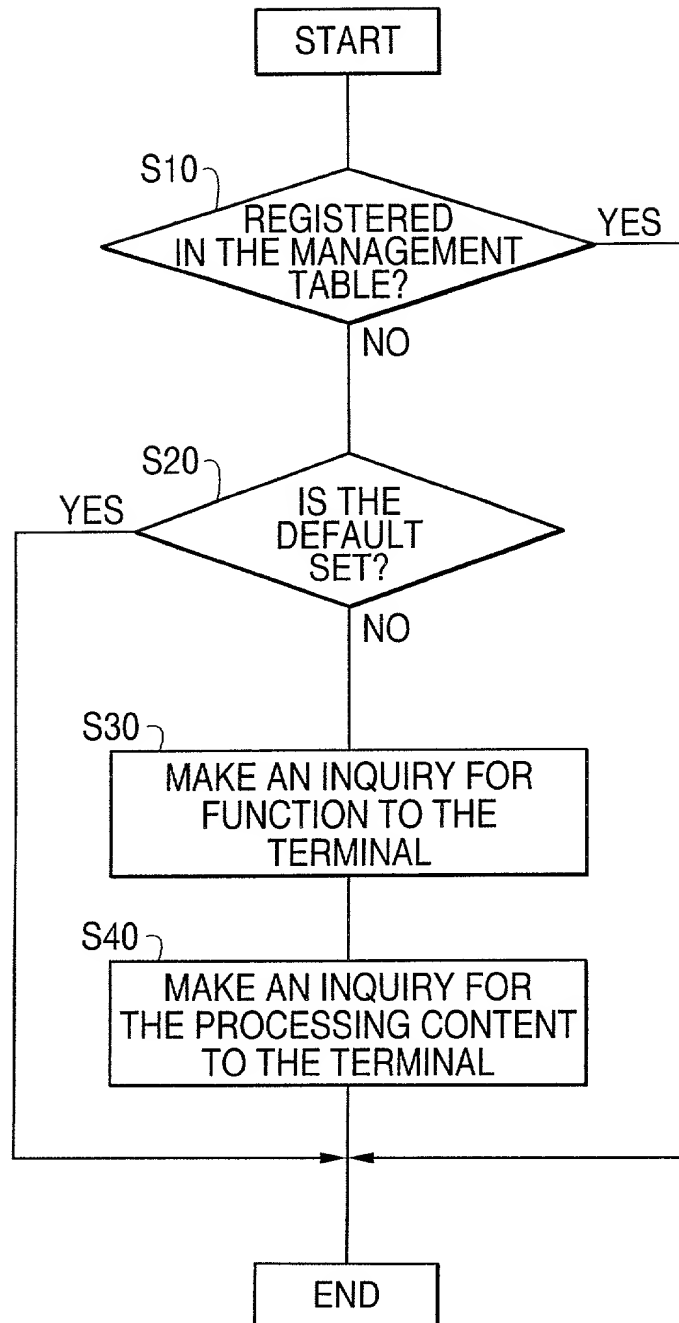 START
S10
REGISTERED
IN THE MANAGEMENT
TABLE?
YES
NO
S20
IS THE
DEFAULT
SET?
YES
NO
S30
MAKE AN INQUIRY FOR
FUNCTION TO THE
TERMINAL
S40
MAKE AN INQUIRY FOR
THE PROCESSING CONTENT
TO THE TERMINAL
END